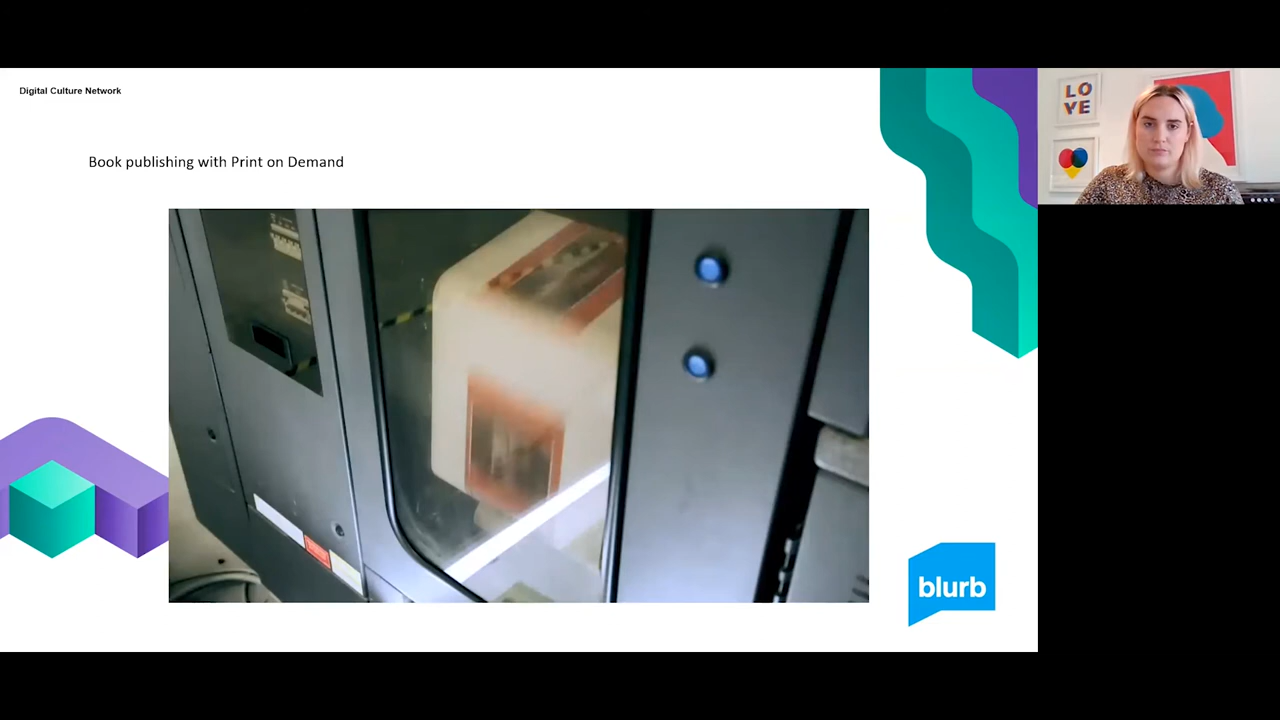 Digital Culture Network
Book publishing with Print on Demand
LO
VE
blurb